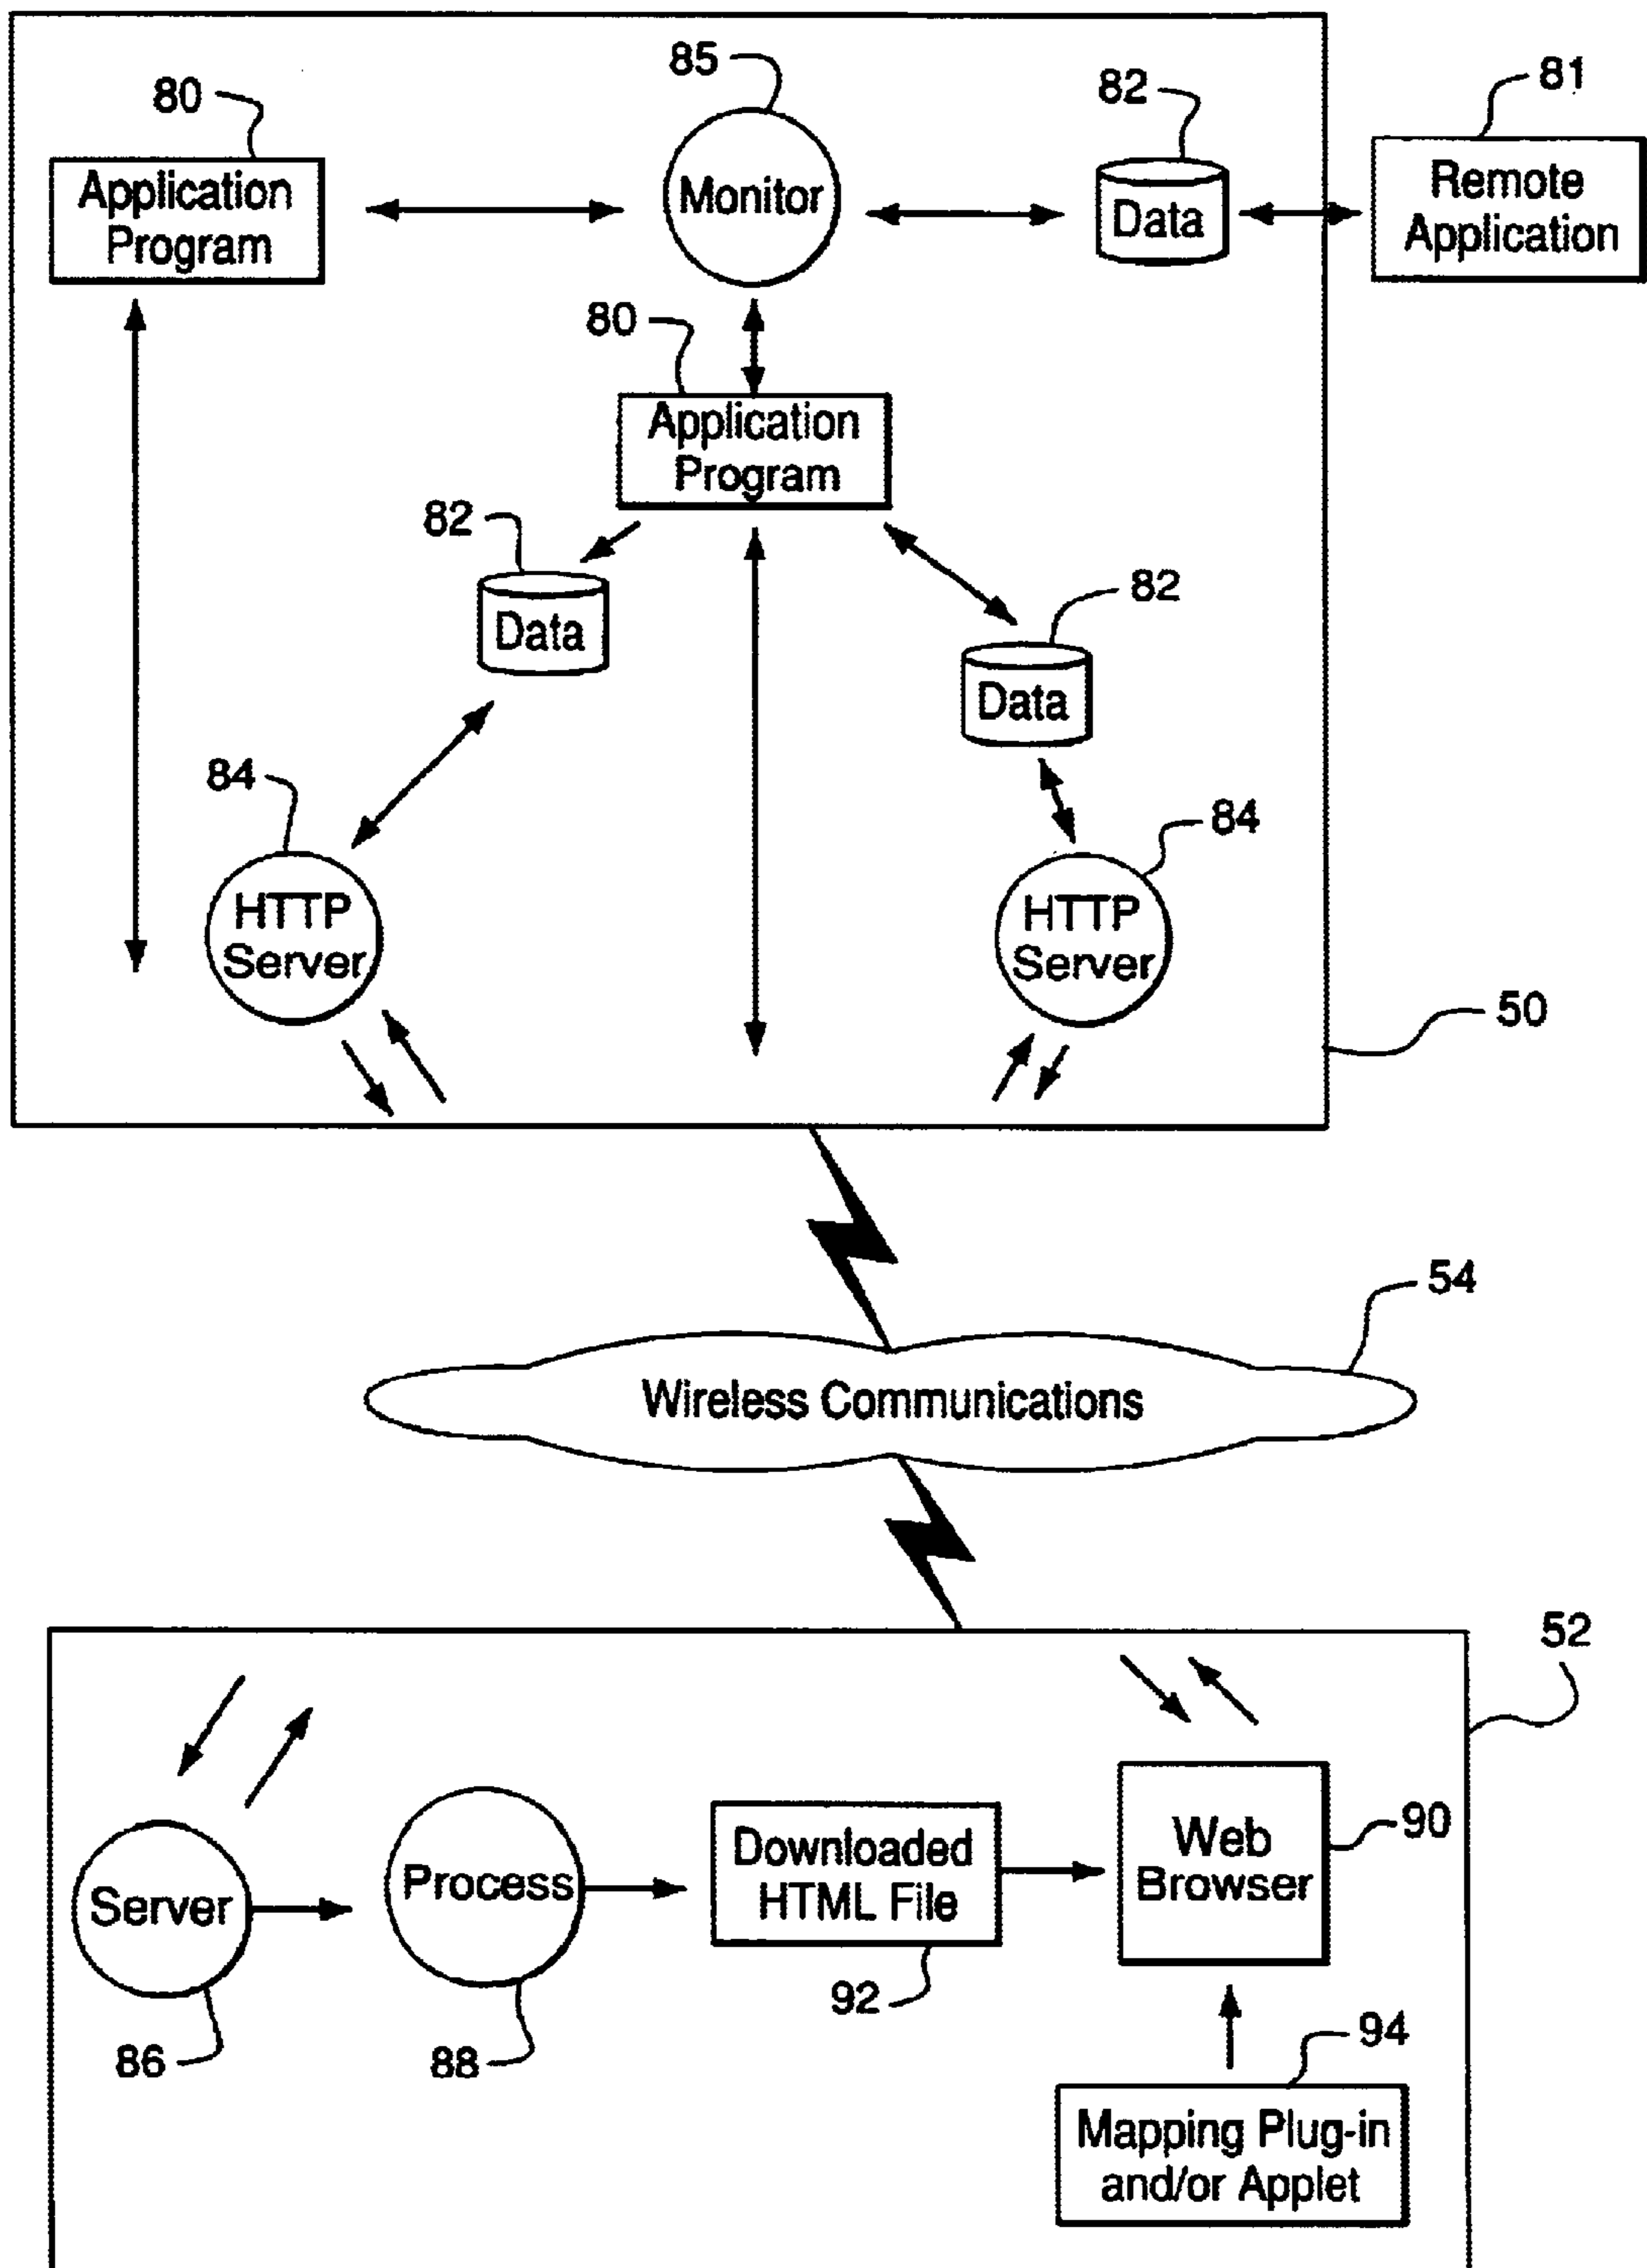 85
82
81
80
Application
Program
Monitor
Data
Remote
Application
80
Application
Program
82
Data
82
Data
84
HTTP
Server
84
HTTP
Server
50
54
Wireless Communications
52
Server
Process
Downloaded
HTML File
Web
Browser
90
86
88
92
94
Mapping Plug-in
and/or Applet